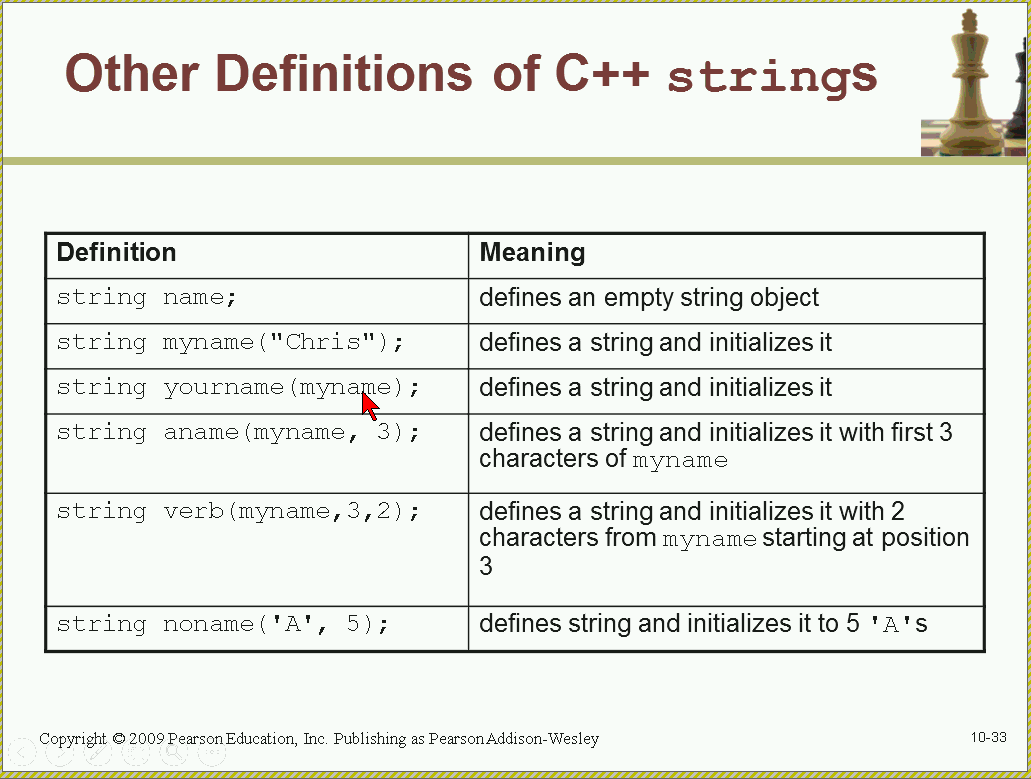 Other Definitions of C++ strings
Definition
Meaning
string name;
defines an empty string object
string myname("Chris");
defines a string and initializes it
string yourname(myname);
defines a string and initializes it
string aname(myname, 3);
defines a string and initializes it with first 3
characters of myname
string verb(myname,3,2);
defines a string and initializes it with 2
characters from myname starting at position
3
string noname('A', 5);
defines string and initializes it to 5 'A's
Copyright © 2009 Pearson Education, Inc. Publishing as Pearson Addison-Wesley
10-33